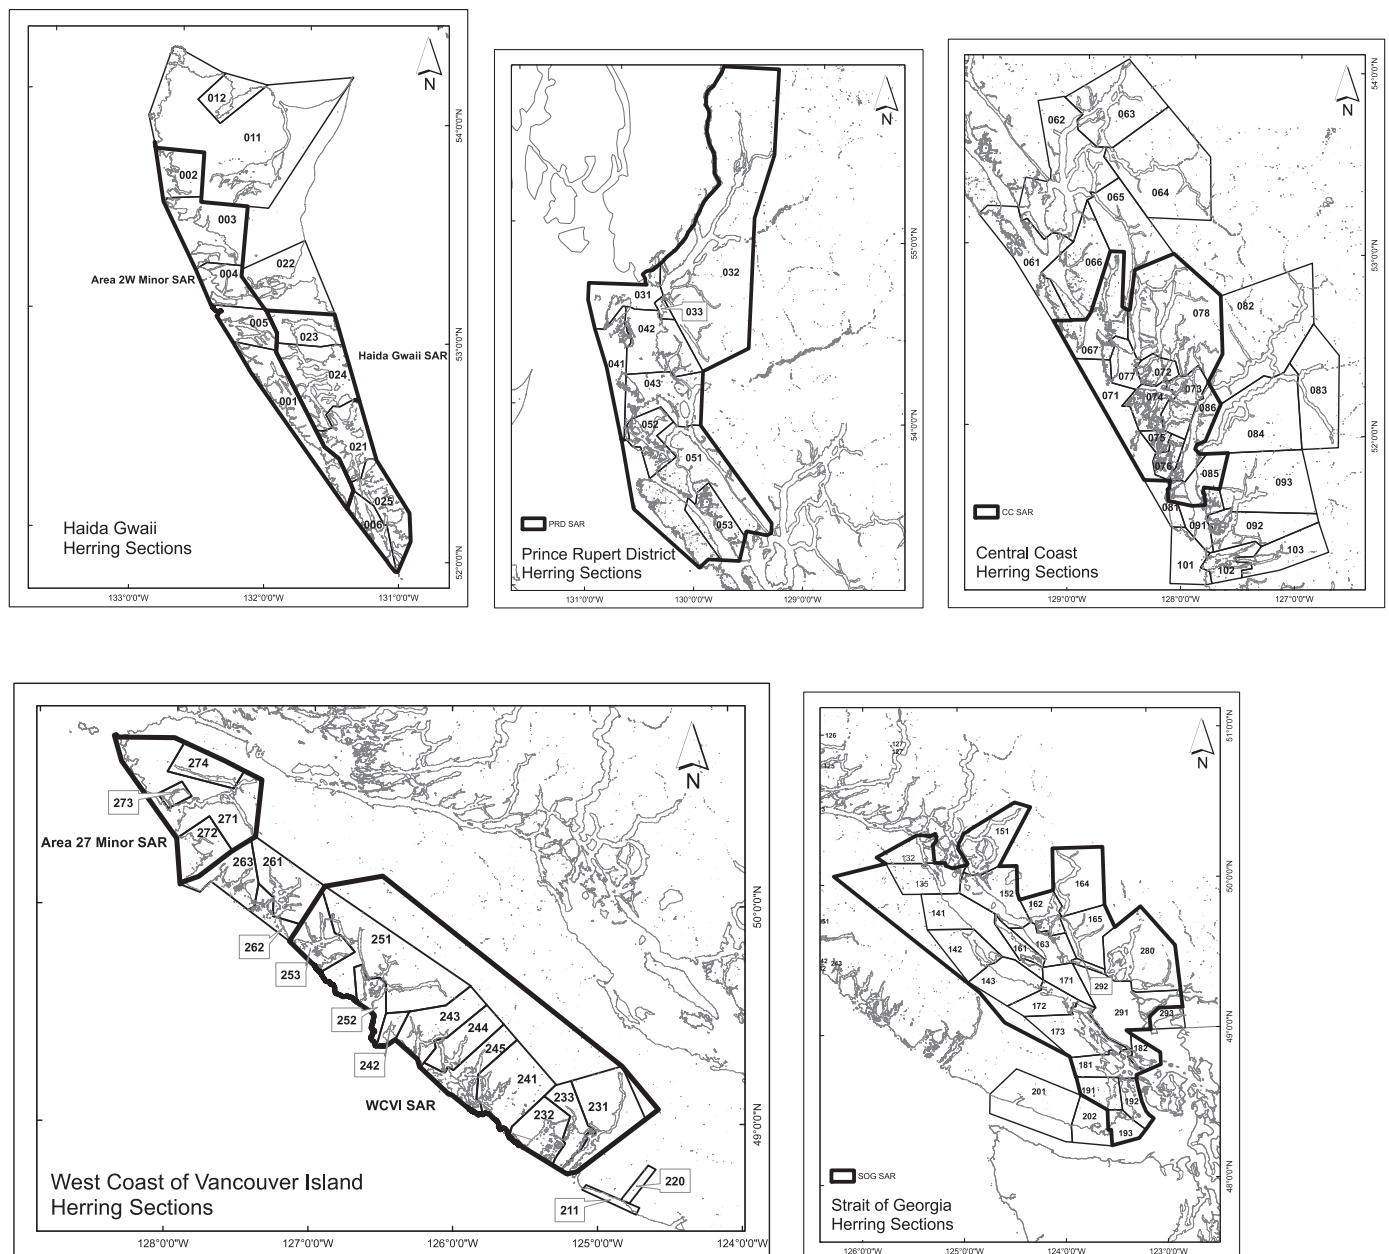 012
011
002
003
004
022
Area 2W Minor SAR
005
023
Haida Gwaii SAR
024
001
021
025
006
Haida Gwaii
Herring Sections
N
54°0'0"N
53°0'0"N
52°0'0"N
133°0'0"W
132°0'0"W
131°0'0"W
032
031
033
042
041
043
052
051
053
PRD SAR
Prince Rupert District
Herring Sections
N
55°0'0"N
54°0'0"N
131°0'0"W
130°0'0"W
129°0'0"W
062
063
064
065
061
066
082
078
067
077
072
083
071
074
073
086
084
075
076
085
093
081
091
092
101
102
103
CC SAR
Central Coast
Herring Sections
N
54°0'0"N
53°0'0"N
52°0'0"N
129°0'0"W
128°0'0"W
127°0'0"W
274
273
271
272
Area 27 Minor SAR
263
261
262
253
251
252
242
243
244
245
241
WCVI SAR
233
231
232
220
211
West Coast of Vancouver Island
Herring Sections
N
50°0'0"N
49°0'0"N
128°0'0"W
127°0'0"W
126°0'0"W
125°0'0"W
124°0'0"W
126
127
127
125
151
132
135
152
164
162
141
165
142
161
163
280
143
171
292
172
291
293
173
182
181
201
191
192
202
193
SOG SAR
Strait of Georgia
Herring Sections
N
51°0'0"N
50°0'0"N
49°0'0"N
48°0'0"N
126°0'0"W
125°0'0"W
124°0'0"W
123°0'0"W